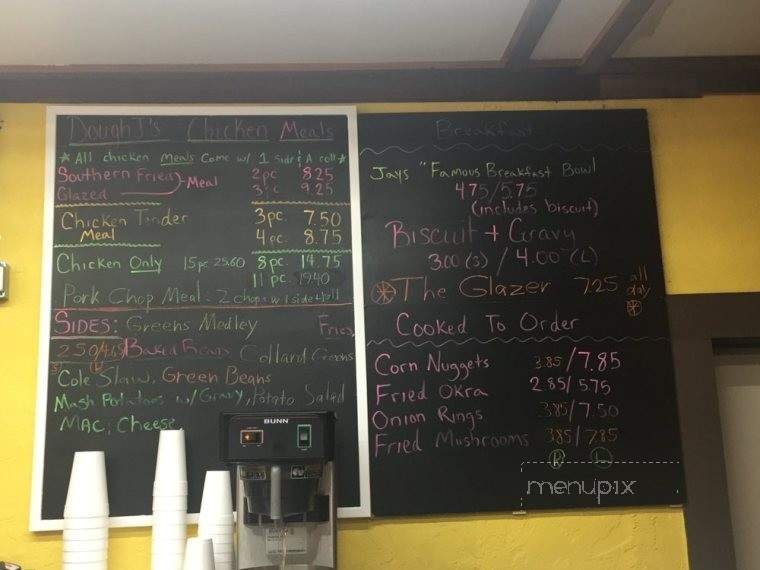 DoughJ's Chicken Meals
★ All chicken meals come w/ 1 side & A roll ★
Southern Fried
Glazed
Meal
2pc 8.25
3pc 9.25
Chicken Tender
Meal
3pc. 7.50
4pc. 8.75
Chicken Only 15pc 25.60 8pc 14.75
11pc. 19.40
Pork Chop Meal - 2 chops w/ 1 side + roll
SIDES: Greens Medley Fries
2.50/4.65 Baked Beans Collard Greens
Cole Slaw, Green Beans
Mash Potatoes w/ Gravy, Potato Salad
MAC; Cheese
BUNN
Breakfast
Jays "Famous Breakfast Bowl
4.75/5.75
(includes biscuit)
Biscuit + Gravy
3.00 (s) / 4.00 (L)
The Glazer 7.25 all day
Cooked To Order
Corn Nuggets 3.85/7.85
Fried Okra 2.85/5.75
Onion Rings 3.85/7.50
Fried Mushrooms 3.85/7.85
R L
menupix